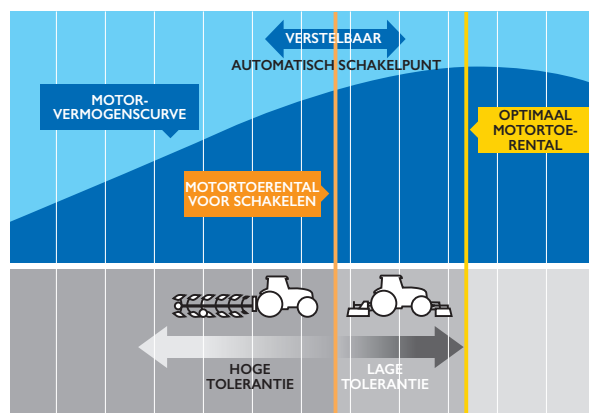 VERSTELBAAR
AUTOMATISCH SCHAKELPUNT
MOTOR-
VERMOGENSCURVE
OPTIMAAL
MOTORTOE-
RENTAL
MOTORTOERENTAL
VOOR SCHAKELEN
HOGE
TOLERANTIE
LAGE
TOLERANTIE